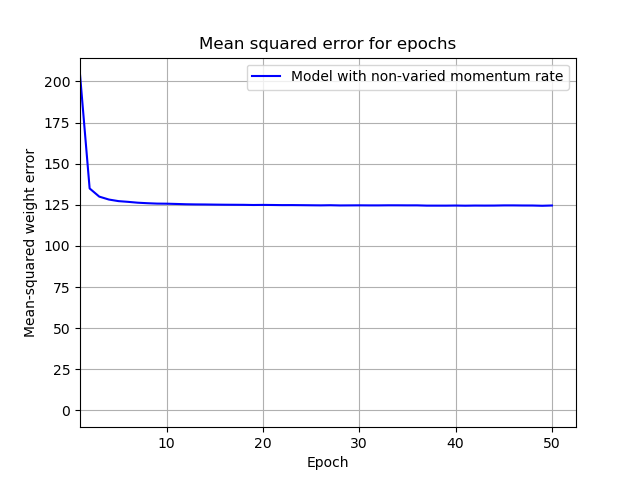 Mean squared error for epochs
Model with non-varied momentum rate
Mean-squared weight error
200
175
150
125
100
75
50
25
0
10 20 30 40 50
Epoch